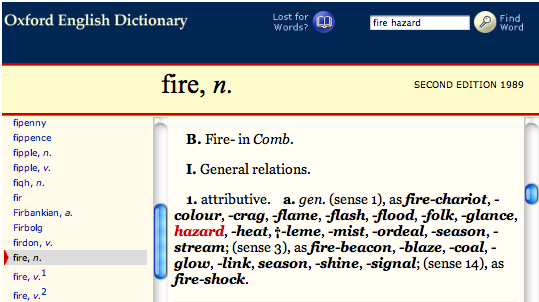 Oxford English Dictionary
Lost for
Words?
fire hazard
Find
Word
fire, n.
SECOND EDITION 1989
fipenny
fippence
fipple, n.
fipple, v.
fiqh, n.
fir
Firbankian, a.
Firbolg
firdon, v.
fire, n.
fire, v.1
fire, v.2
B. Fire- in Comb.
I. General relations.
1. attributive. a. gen. (sense 1), as fire-chariot, -
colour, -crag, -flame, -flash, -flood, -folk, -glance,
hazard, -heat, †-leme, -mist, -ordeal, -season, -
stream; (sense 3), as fire-beacon, -blaze, -coal, -
glow, -link, season, -shine, -signal; (sense 14), as
fire-shock.